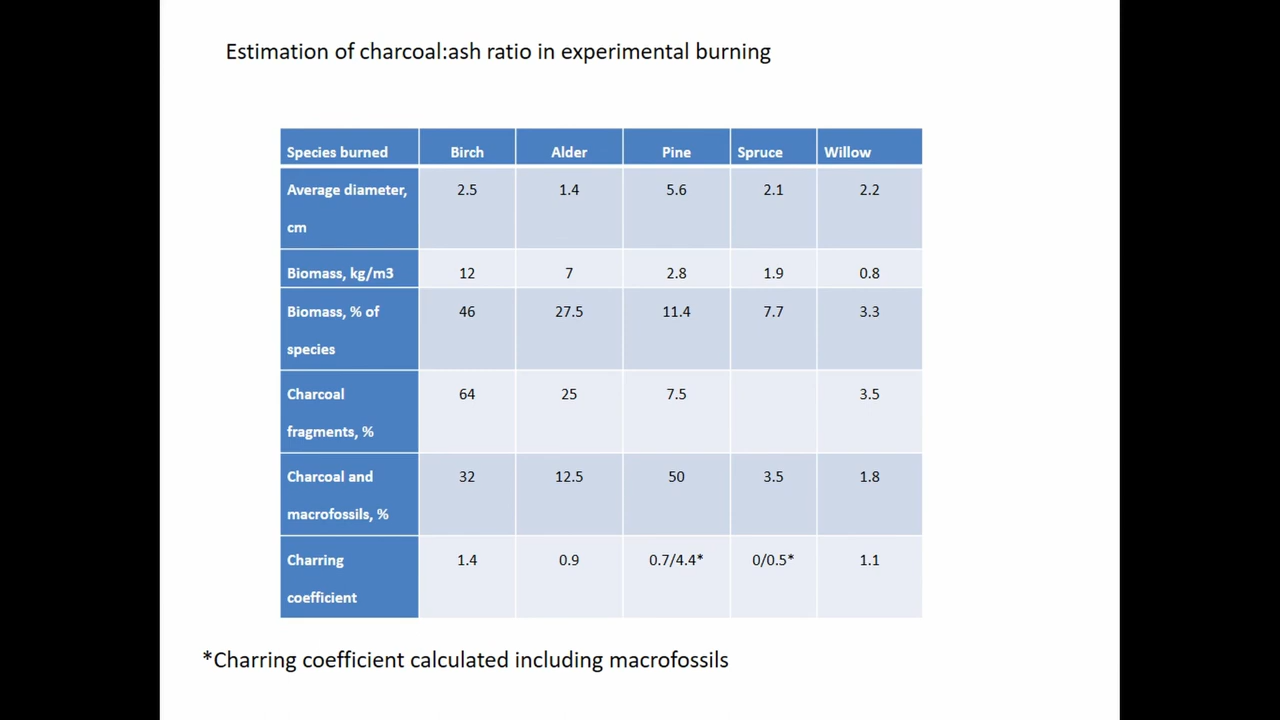 Estimation of charcoal:ash ratio in experimental burning
Species burned Birch Alder Pine Spruce Willow
Average diameter, 2.5 1.4 5.6 2.1 2.2
cm
Biomass, kg/m3 12 7 2.8 1.9 0.8
Biomass, % of 46 27.5 11.4 7.7 3.3
species
Charcoal 64 25 7.5 3.5
fragments, %
Charcoal and 32 12.5 50 3.5 1.8
macrofossils, %
Charring 1.4 0.9 0.7/4.4* 0/0.5* 1.1
coefficient
*Charring coefficient calculated including macrofossils